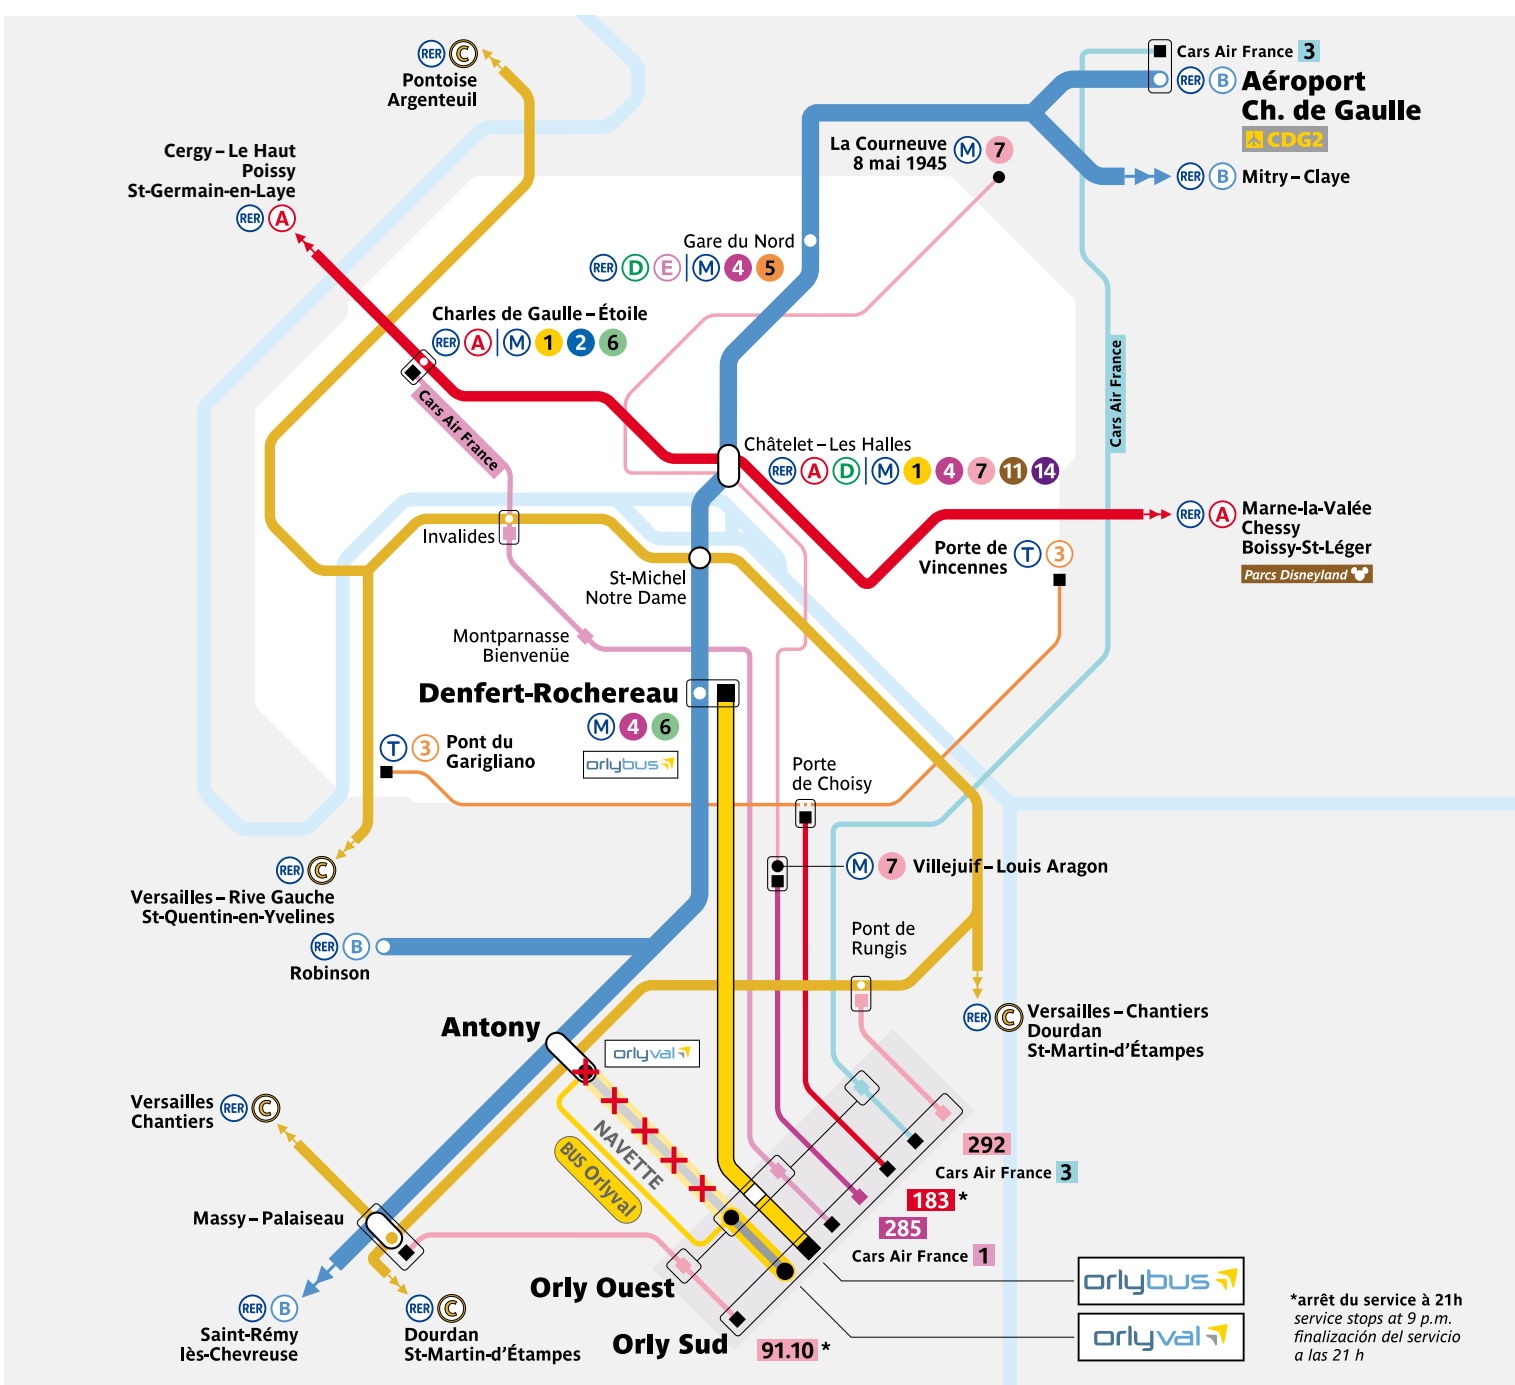 RER C
Pontoise
Argenteuil
Cars Air France 3
RER B Aéroport
Ch. de Gaulle
CDG2
La Courneuve
8 mai 1945
M 7
RER B Mitry – Claye
Cergy – Le Haut
Poissy
St-Germain-en-Laye
RER A
Gare du Nord
RER D E M 4 5
Charles de Gaulle – Étoile
RER A M 1 2 6
Cars Air France
Cars Air France
Châtelet – Les Halles
RER A D M 1 4 7 11 14
RER A Marne-la-Valée
Chessy
Boissy-St-Léger
Parcs Disneyland
Invalides
Porte de
Vincennes
T 3
St-Michel
Notre Dame
Montparnasse
Bienvenüe
Denfert-Rochereau
M 4 6
orlybus
T 3 Pont du
Garigliano
Porte
de Choisy
M 7 Villejuif – Louis Aragon
RER C
Versailles – Rive Gauche
St-Quentin-en-Yvelines
RER B
Robinson
Pont de
Rungis
RER C Versailles – Chantiers
Dourdan
St-Martin-d'Étampes
Antony
orlyval
Versailles
Chantiers
RER C
NAVETTE
BUS Orlyval
292
Cars Air France 3
183 *
285
Cars Air France 1
Massy – Palaiseau
Orly Ouest
Orly Sud
91.10 *
orlybus
orlyval
RER B
Saint-Rémy
lès-Chevreuse
RER C
Dourdan
St-Martin-d'Étampes
*arrêt du service à 21h
service stops at 9 p.m.
finalización del servicio
a las 21 h